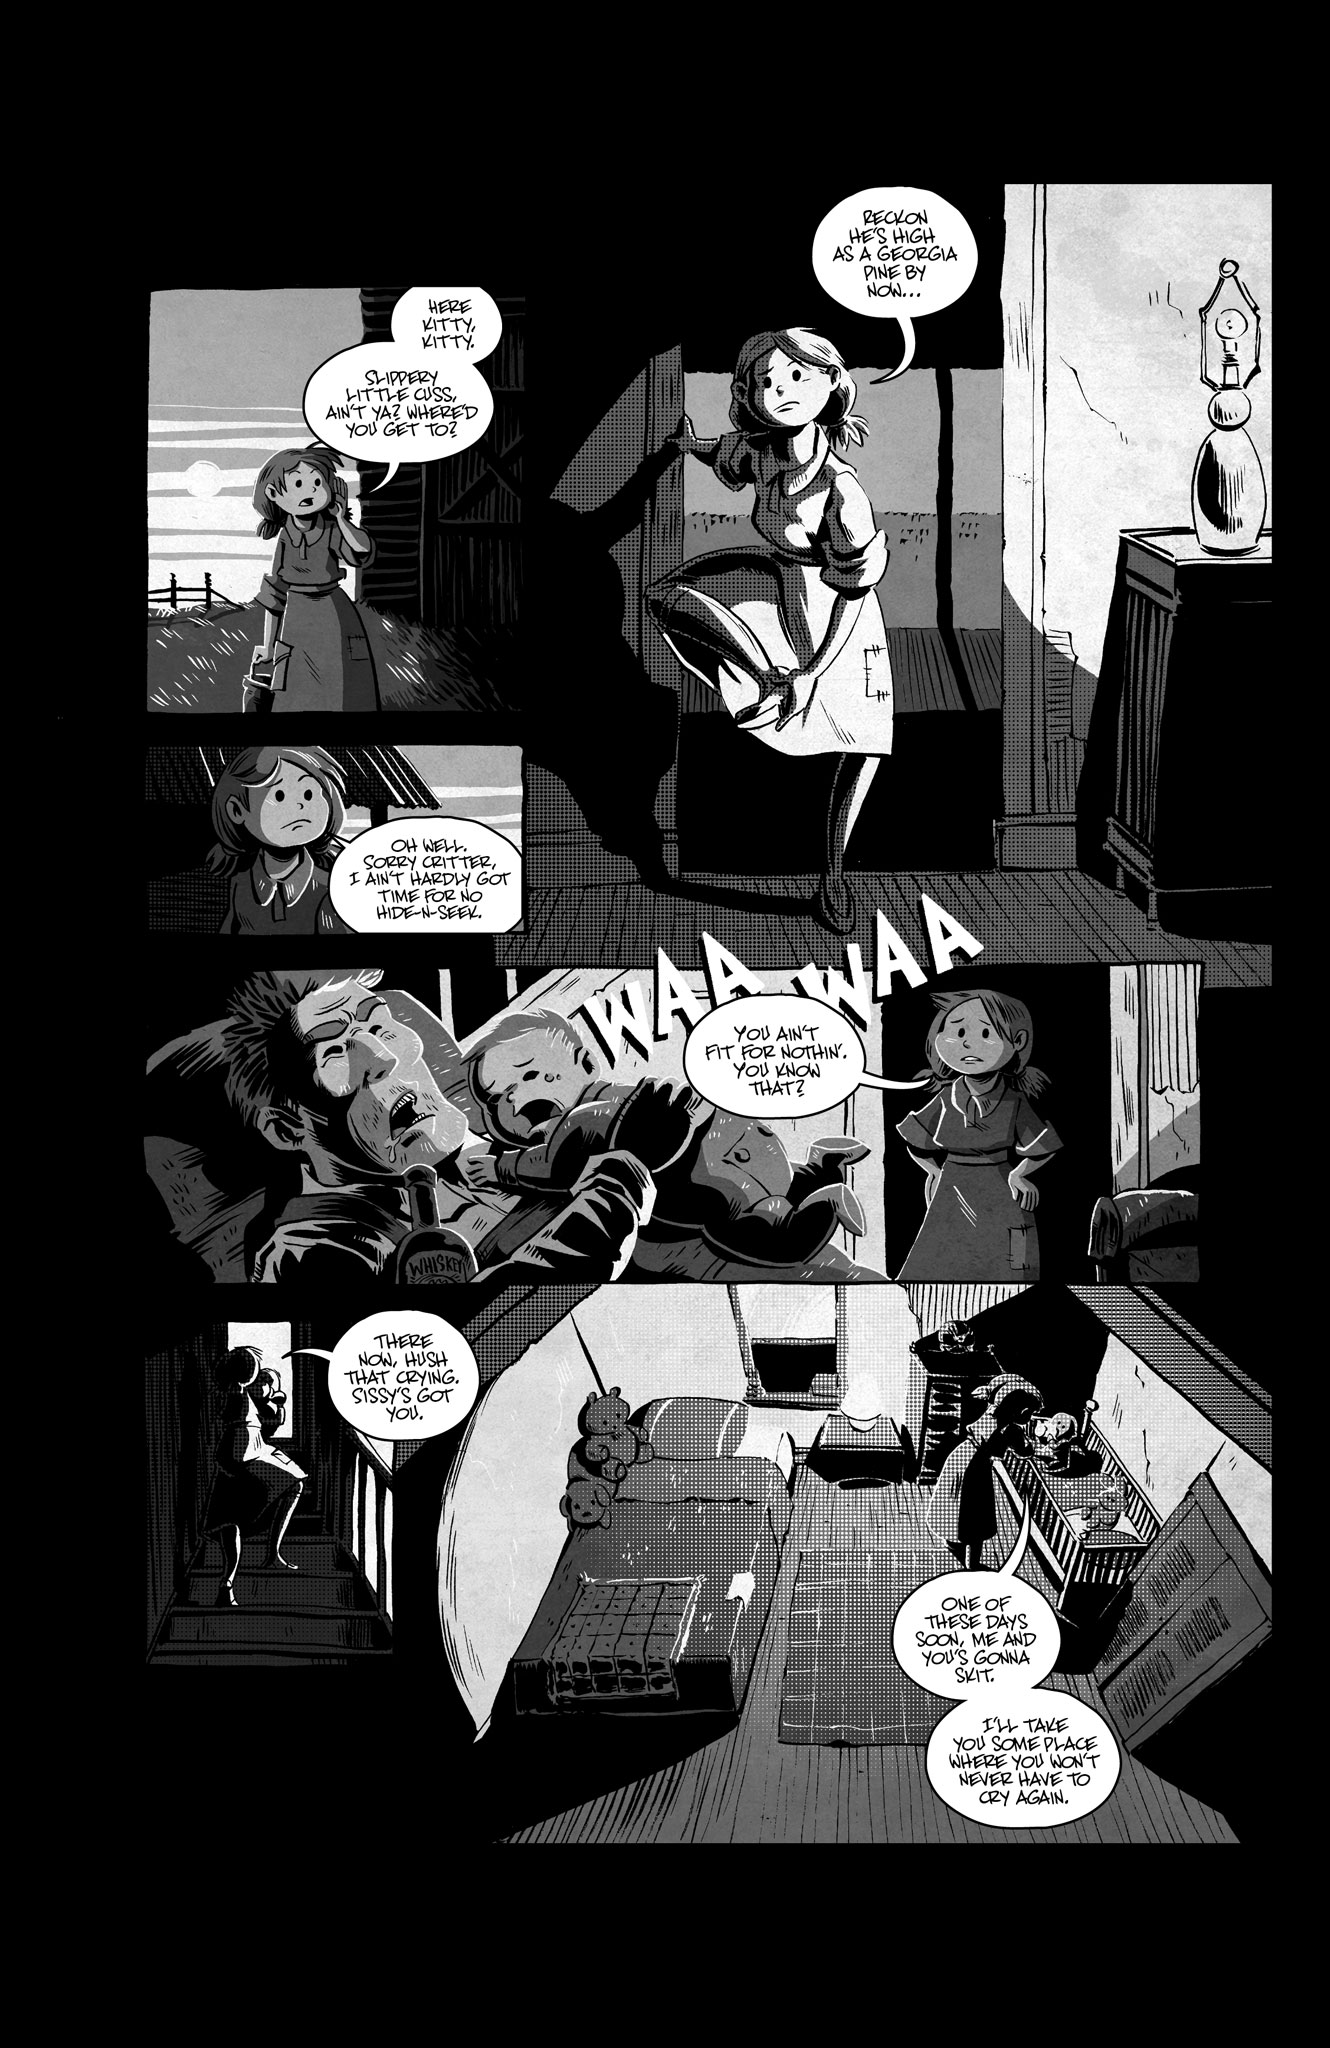 HERE
KITTY,
KITTY.
SLIPPERY
LITTLE CUSS,
AIN'T YA? WHERE'D
YOU GET TO?
OH WELL.
SORRY CRITTER,
I AIN'T HARDLY GOT
TIME FOR NO
HIDE-N-SEEK.
RECKON
HE'S HIGH
AS A GEORGIA
PINE BY
NOW...
WAA WAA
YOU AIN'T
FIT FOR NOTHIN'.
YOU KNOW
THAT?
WHISKEY
THERE
NOW, HUSH
THAT CRYING.
SISSY'S GOT
YOU.
ONE OF
THESE DAYS
SOON, ME AND
YOU'S GONNA
SKIT.
I'LL TAKE
YOU SOME PLACE
WHERE YOU WON'T
NEVER HAVE TO
CRY AGAIN.